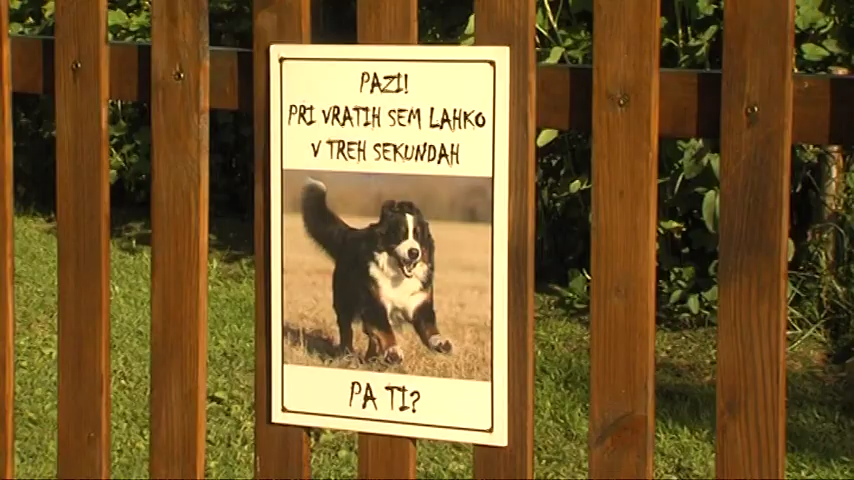 PAZI!
PRI VRATIH SEM LAHKO
V TREH SEKUNDAH
PA TI?